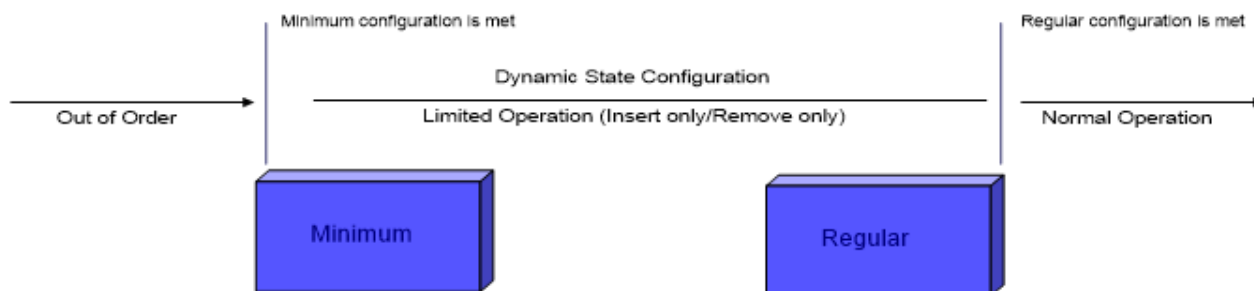 Minimum configuration is met
Regular configuration is met
Dynamic State Configuration
Out of Order
Limited Operation (Insert only/Remove only)
Normal Operation
Minimum
Regular